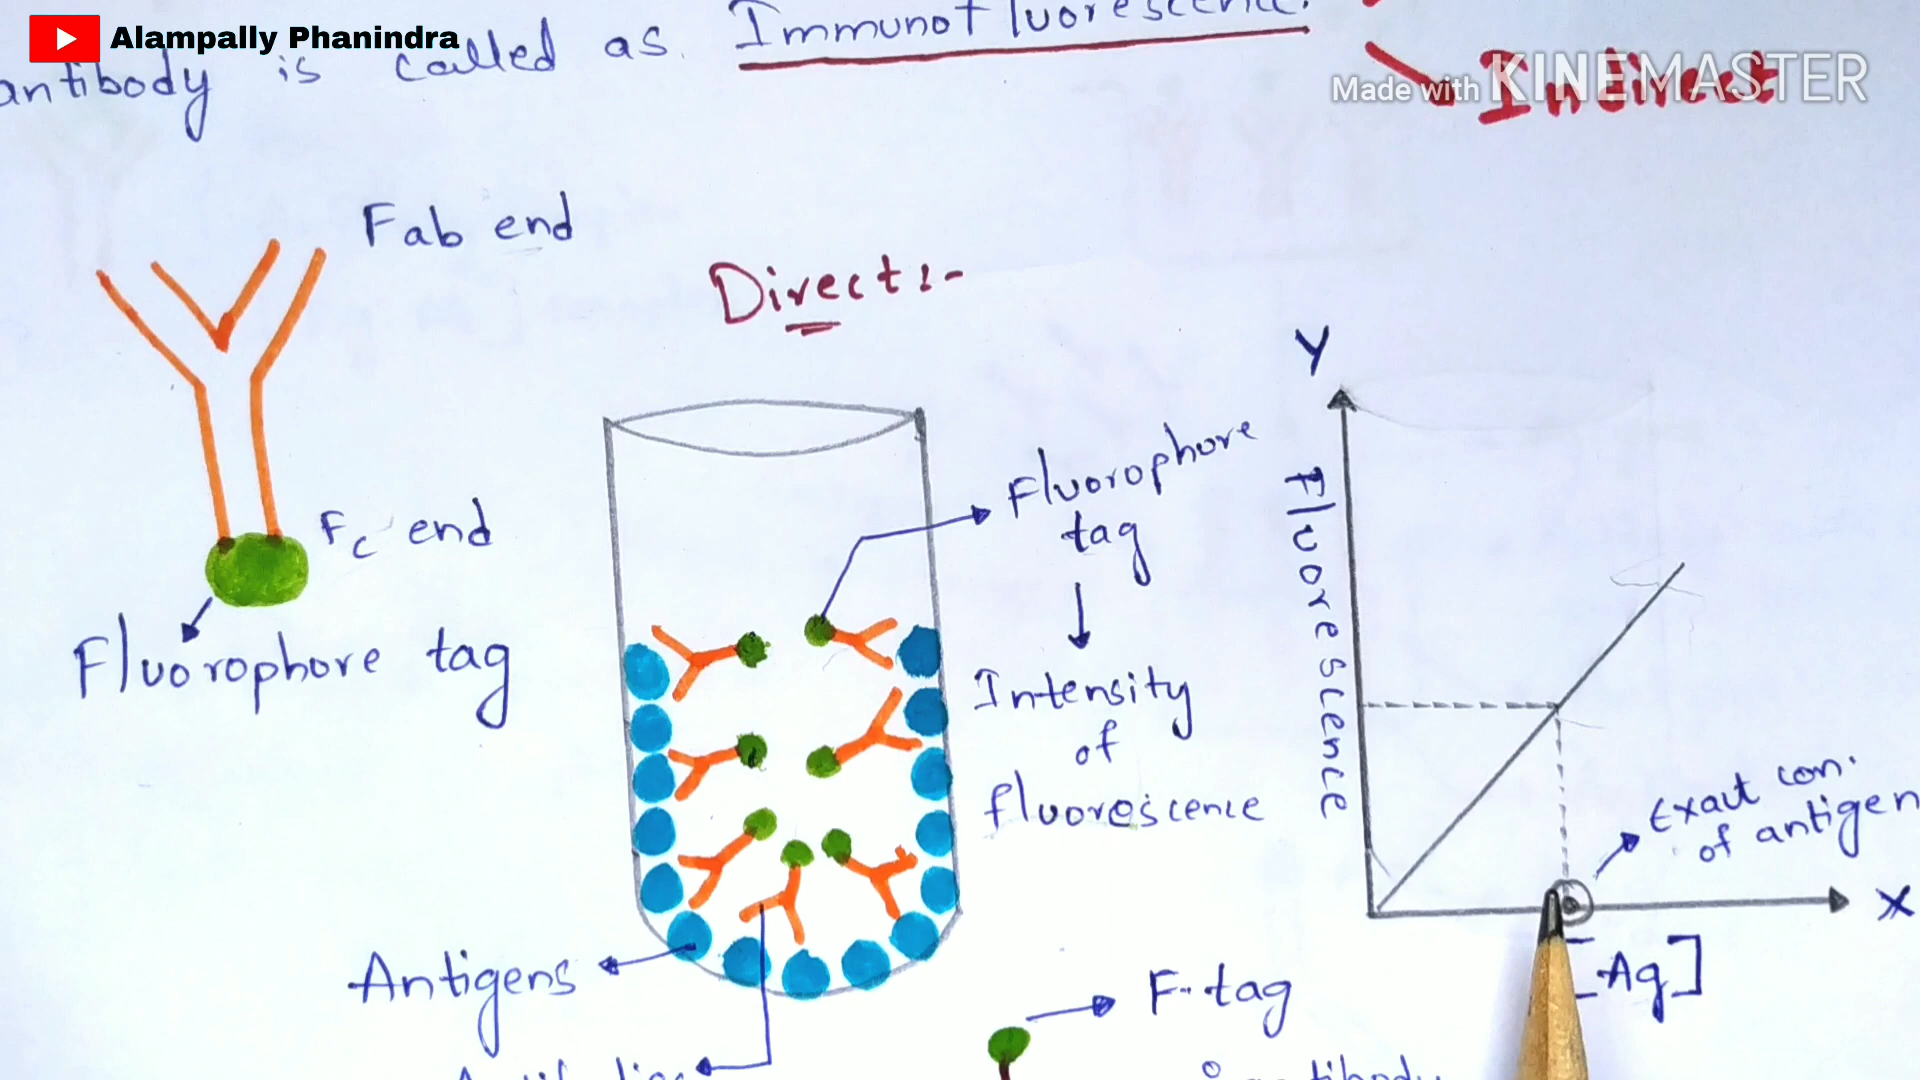 Alampally Phanindra
antibody is called as Immunofluorescence.
Made with KINEMASTER
Indirect
Fab end
Direct :-
Fc end
Fluorophore tag
Fluorophore
tag
Intensity
of
fluorescence
Y
Fluorescence
Exact con.
of antigen
X
[Ag]
Antigens
F-tag